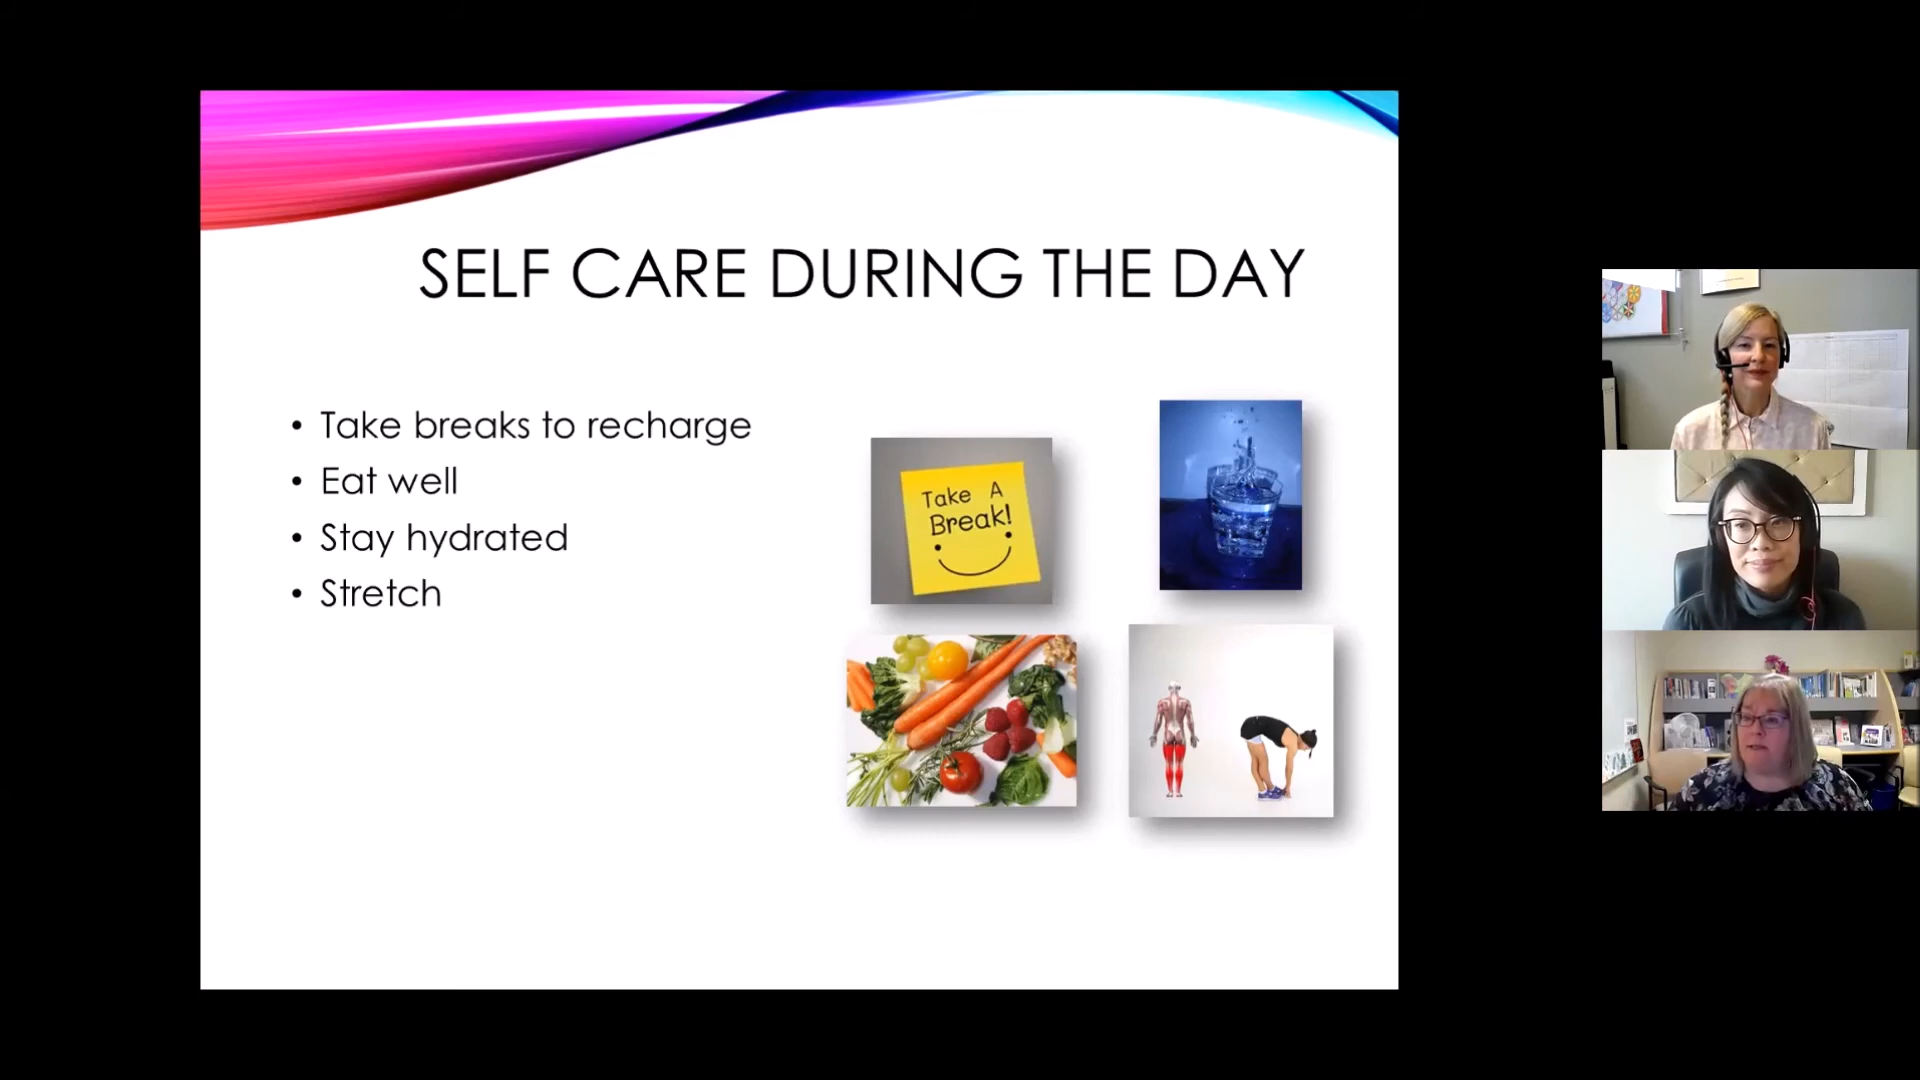 SELF CARE DURING THE DAY
• Take breaks to recharge
• Eat well
• Stay hydrated
• Stretch
Take A
Break!